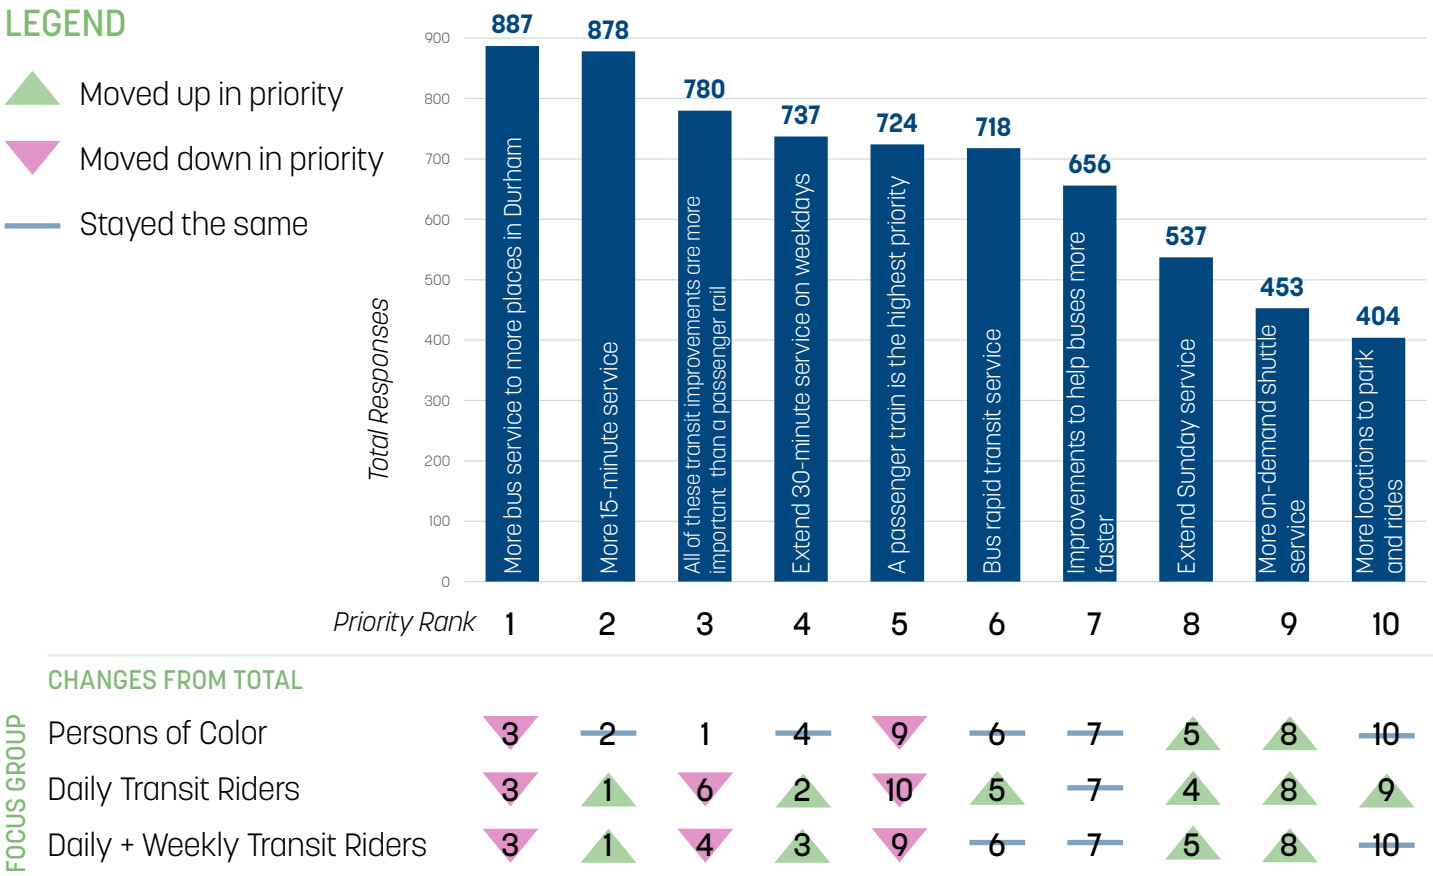 LEGEND
Moved up in priority
Moved down in priority
Stayed the same
Total Responses
900
800
700
600
500
400
300
200
100
0
887
878
780
737
724
718
656
537
453
404
More bus service to more places in Durham
More 15-minute service
All of these transit improvements are more
important than a passenger rail
Extend 30-minute service on weekdays
A passenger train is the highest priority
Bus rapid transit service
Improvements to help buses more
faster
Extend Sunday service
More on-demand shuttle
service
More locations to park
and rides
Priority Rank 1 2 3 4 5 6 7 8 9 10
CHANGES FROM TOTAL
FOCUS GROUP
Persons of Color 3 2 1 4 9 6 7 5 8 10
Daily Transit Riders 3 1 6 2 10 5 7 4 8 9
Daily + Weekly Transit Riders 3 1 4 3 9 6 7 5 8 10